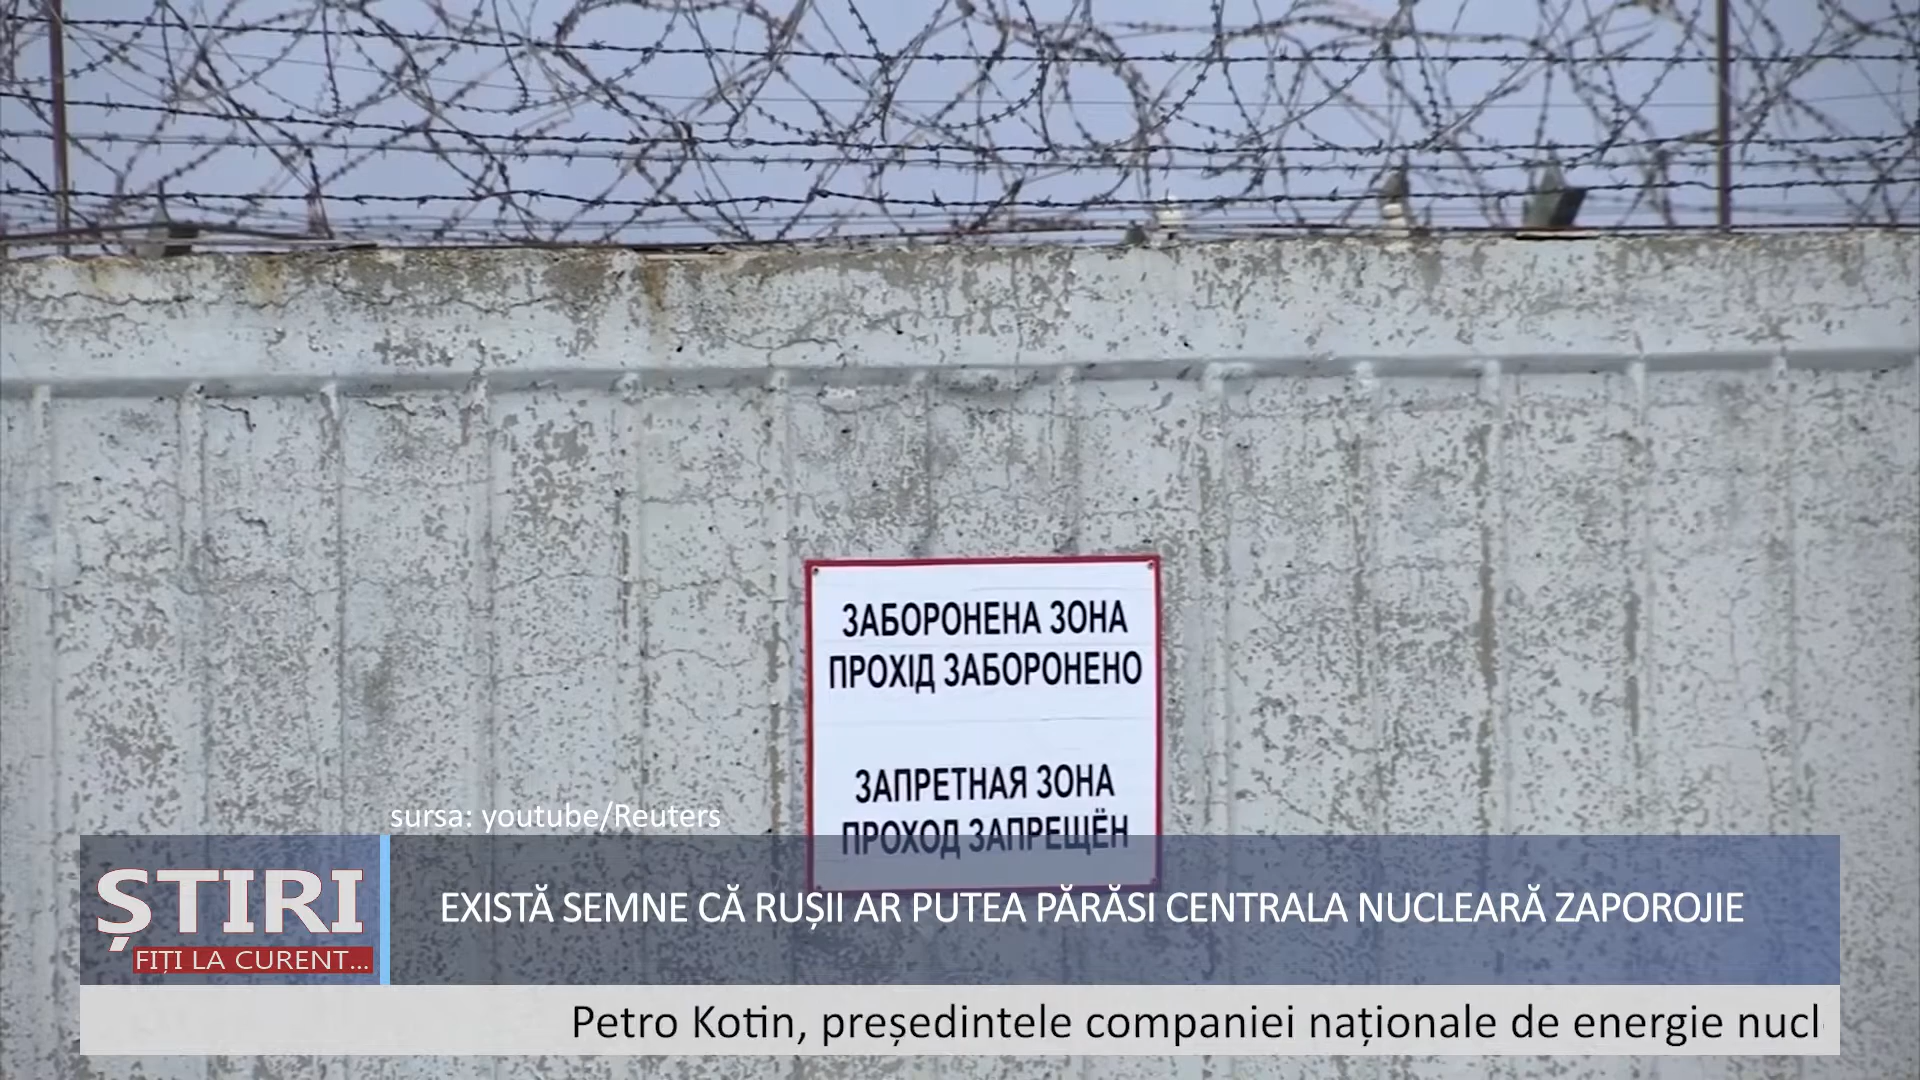 ЗАБОРОНЕНА ЗОНА
ПРОХІД ЗАБОРОНЕНО
ЗАПРЕТНАЯ ЗОНА
ПРОХОД ЗАПРЕЩЁН
sursa: youtube/Reuters
ȘTIRI
FIȚI LA CURENT...
EXISTĂ SEMNE CĂ RUȘII AR PUTEA PĂRĂSI CENTRALA NUCLEARĂ ZAPOROJIE
Petro Kotin, președintele companiei naționale de energie nucl